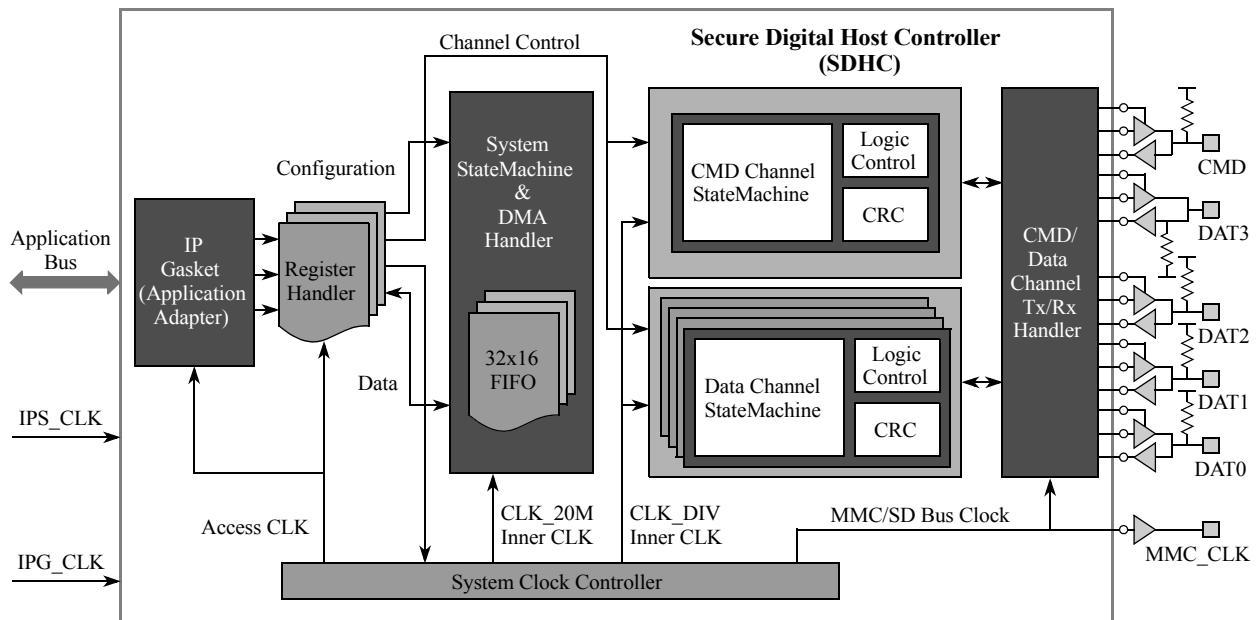 Channel Control
Secure Digital Host Controller
(SDHC)
System
StateMachine
&
DMA
Handler
CMD Channel
StateMachine
Logic
Control
CRC
CMD
Configuration
Application
Bus
IP
Gasket
(Application
Adapter)
Register
Handler
CMD/
Data
Channel
Tx/Rx
Handler
DAT3
DAT2
32x16
FIFO
Data
Data Channel
StateMachine
Logic
Control
CRC
DAT1
DAT0
IPS_CLK
Access CLK
CLK_20M
Inner CLK
CLK_DIV
Inner CLK
MMC/SD Bus Clock
MMC_CLK
IPG_CLK
System Clock Controller